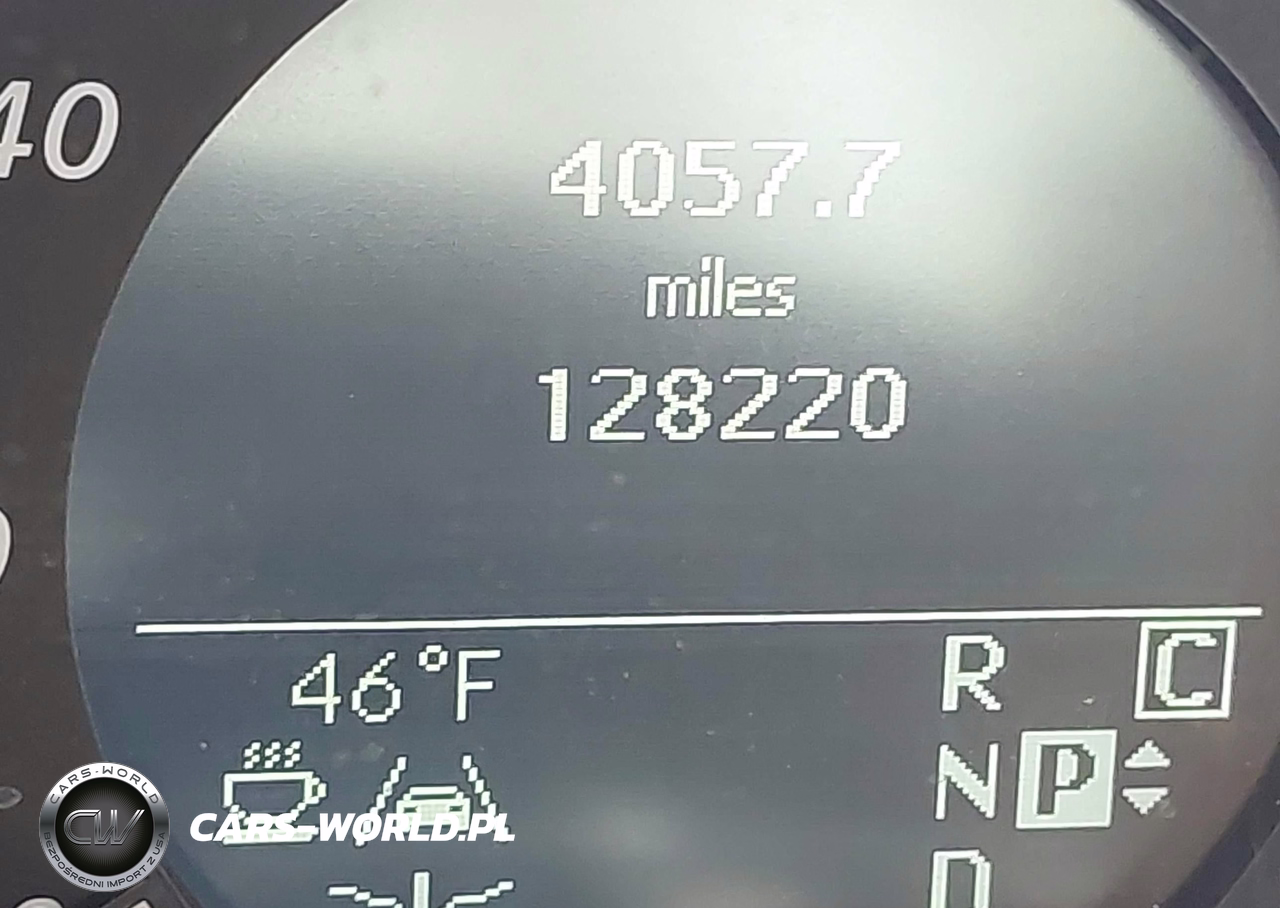 40
4057.7
miles
128220
46°F
R
C
N
P
D
CARS-WORLD
CW
BEZPOŚREDNI IMPORT Z USA
CARS-WORLD.PL